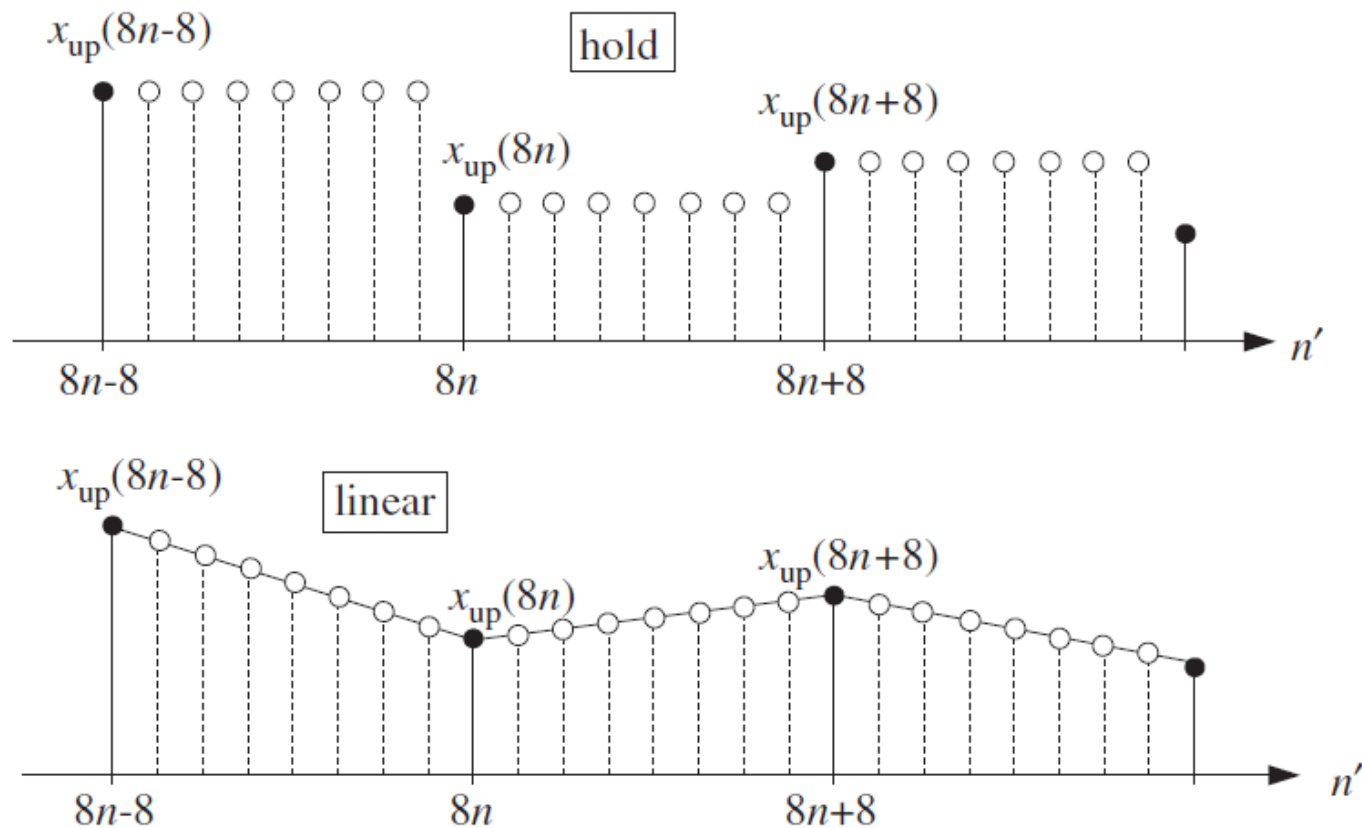 x_up(8n-8)
hold
x_up(8n)
x_up(8n+8)
n′
8n-8
8n
8n+8
x_up(8n-8)
linear
x_up(8n)
x_up(8n+8)
n′
8n-8
8n
8n+8